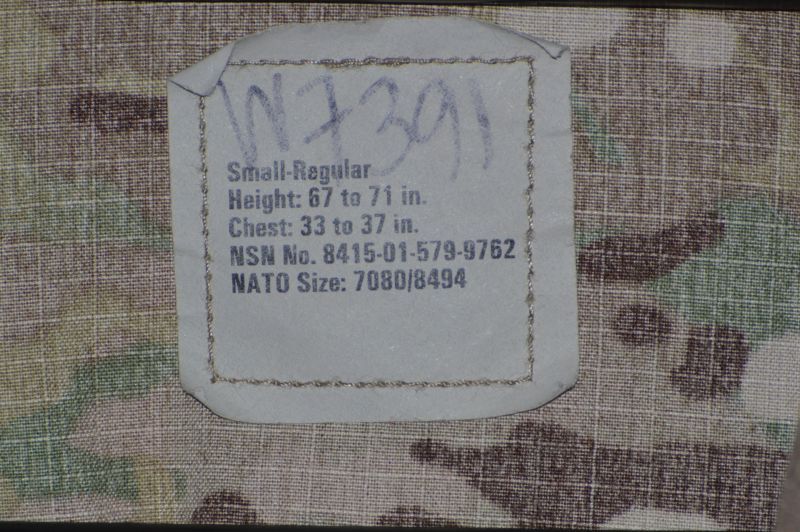 W7391
Small-Regular
Height: 67 to 71 in.
Chest: 33 to 37 in.
NSN No. 8415-01-579-9762
NATO Size: 7080/8494